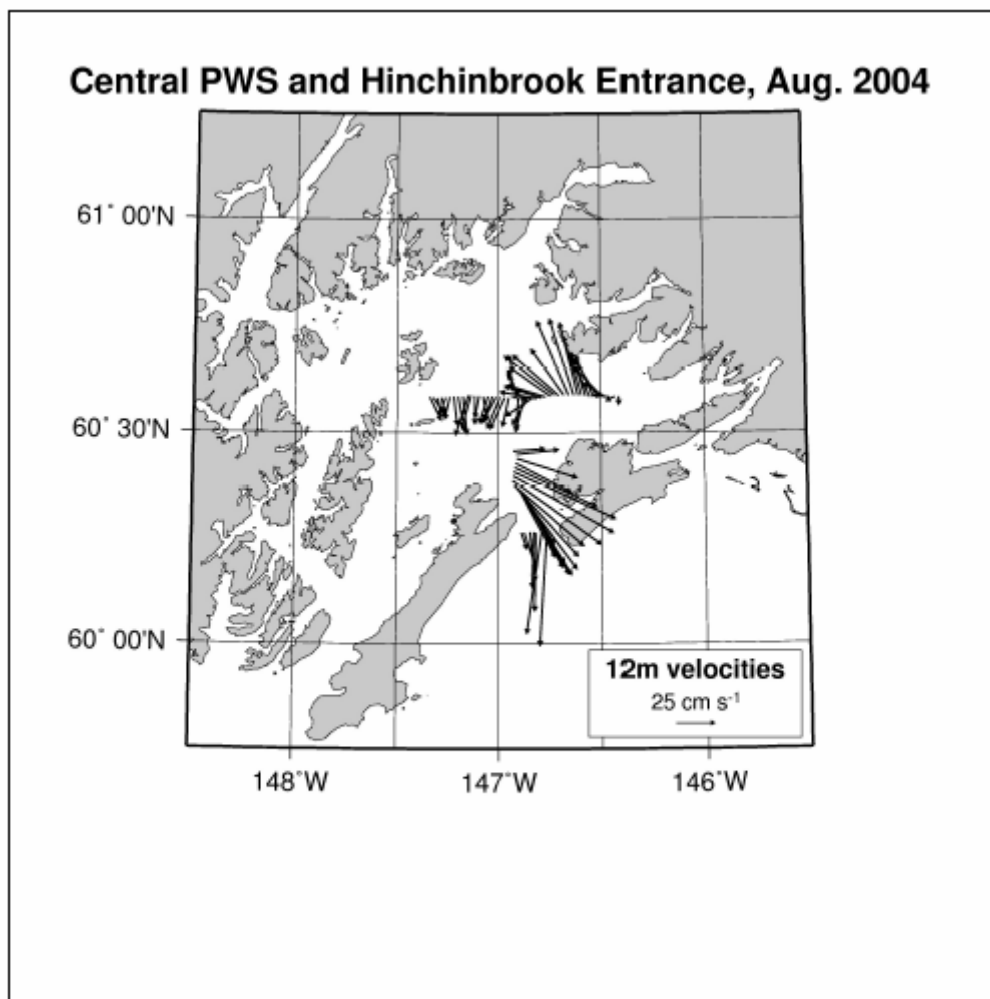 Central PWS and Hinchinbrook Entrance, Aug. 2004
61° 00'N
60° 30'N
60° 00'N
12m velocities
25 cm s-1
148°W
147°W
146°W